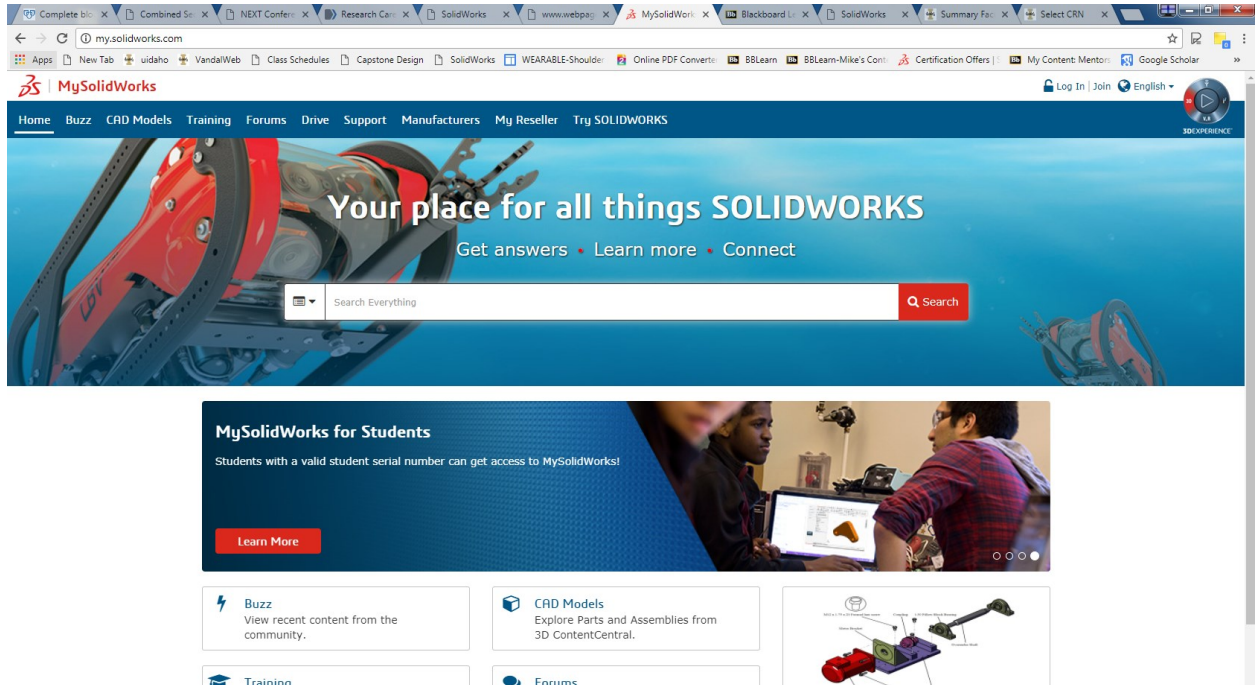 Complete blo
Combined Se
NEXT Confere
Research Care
SolidWorks
www.webpag
MySolidWork
Blackboard Le
SolidWorks
Summary Fac
Select CRN
my.solidworks.com
Apps
New Tab
uidaho
VandalWeb
Class Schedules
Capstone Design
SolidWorks
WEARABLE-Shoulder
Online PDF Converte
BBLearn
BBLearn-Mike's Cont
Certification Offers |
My Content: Mentor
Google Scholar
»
MySolidWorks
Log In | Join
English
Home Buzz CAD Models Training Forums Drive Support Manufacturers My Reseller Try SOLIDWORKS
3DEXPERIENCE
LBV
Your place for all things SOLIDWORKS
Get answers • Learn more • Connect
Search Everything
Search
MySolidWorks for Students
Students with a valid student serial number can get access to MySolidWorks!
Learn More
Buzz
View recent content from the
community.
CAD Models
Explore Parts and Assemblies from
3D ContentCentral.
Training
Forums